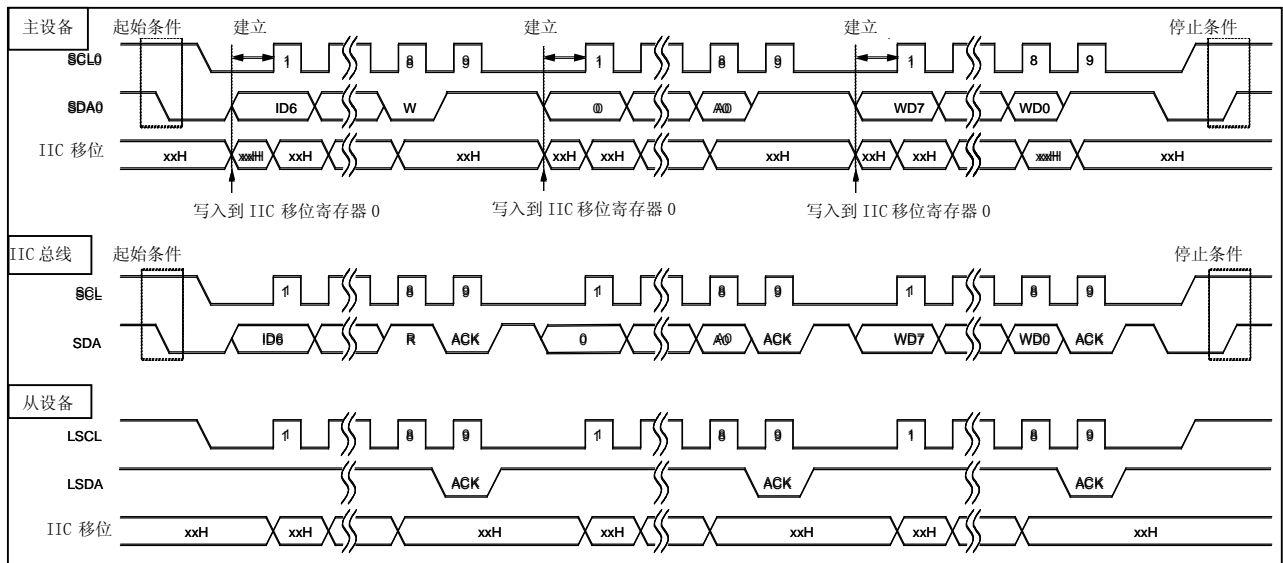 主设备 起始条件 建立 建立 建立 停止条件
SCL0 1 8 9 1 8 9 1 8 9
SDA0 ID6 W 0 A0 WD7 WD0
IIC 移位 xxH xxH xxH xxH xxH xxH xxH xxH xxH xxH xxH
写入到 IIC 移位寄存器 0 写入到 IIC 移位寄存器 0 写入到 IIC 移位寄存器 0
IIC 总线 起始条件 停止条件
SCL 1 8 9 1 8 9 1 8 9
SDA ID6 R ACK 0 A0 ACK WD7 WD0 ACK
从设备
LSCL 1 8 9 1 8 9 1 8 9
LSDA ACK ACK ACK
IIC 移位 xxH xxH xxH xxH xxH xxH xxH